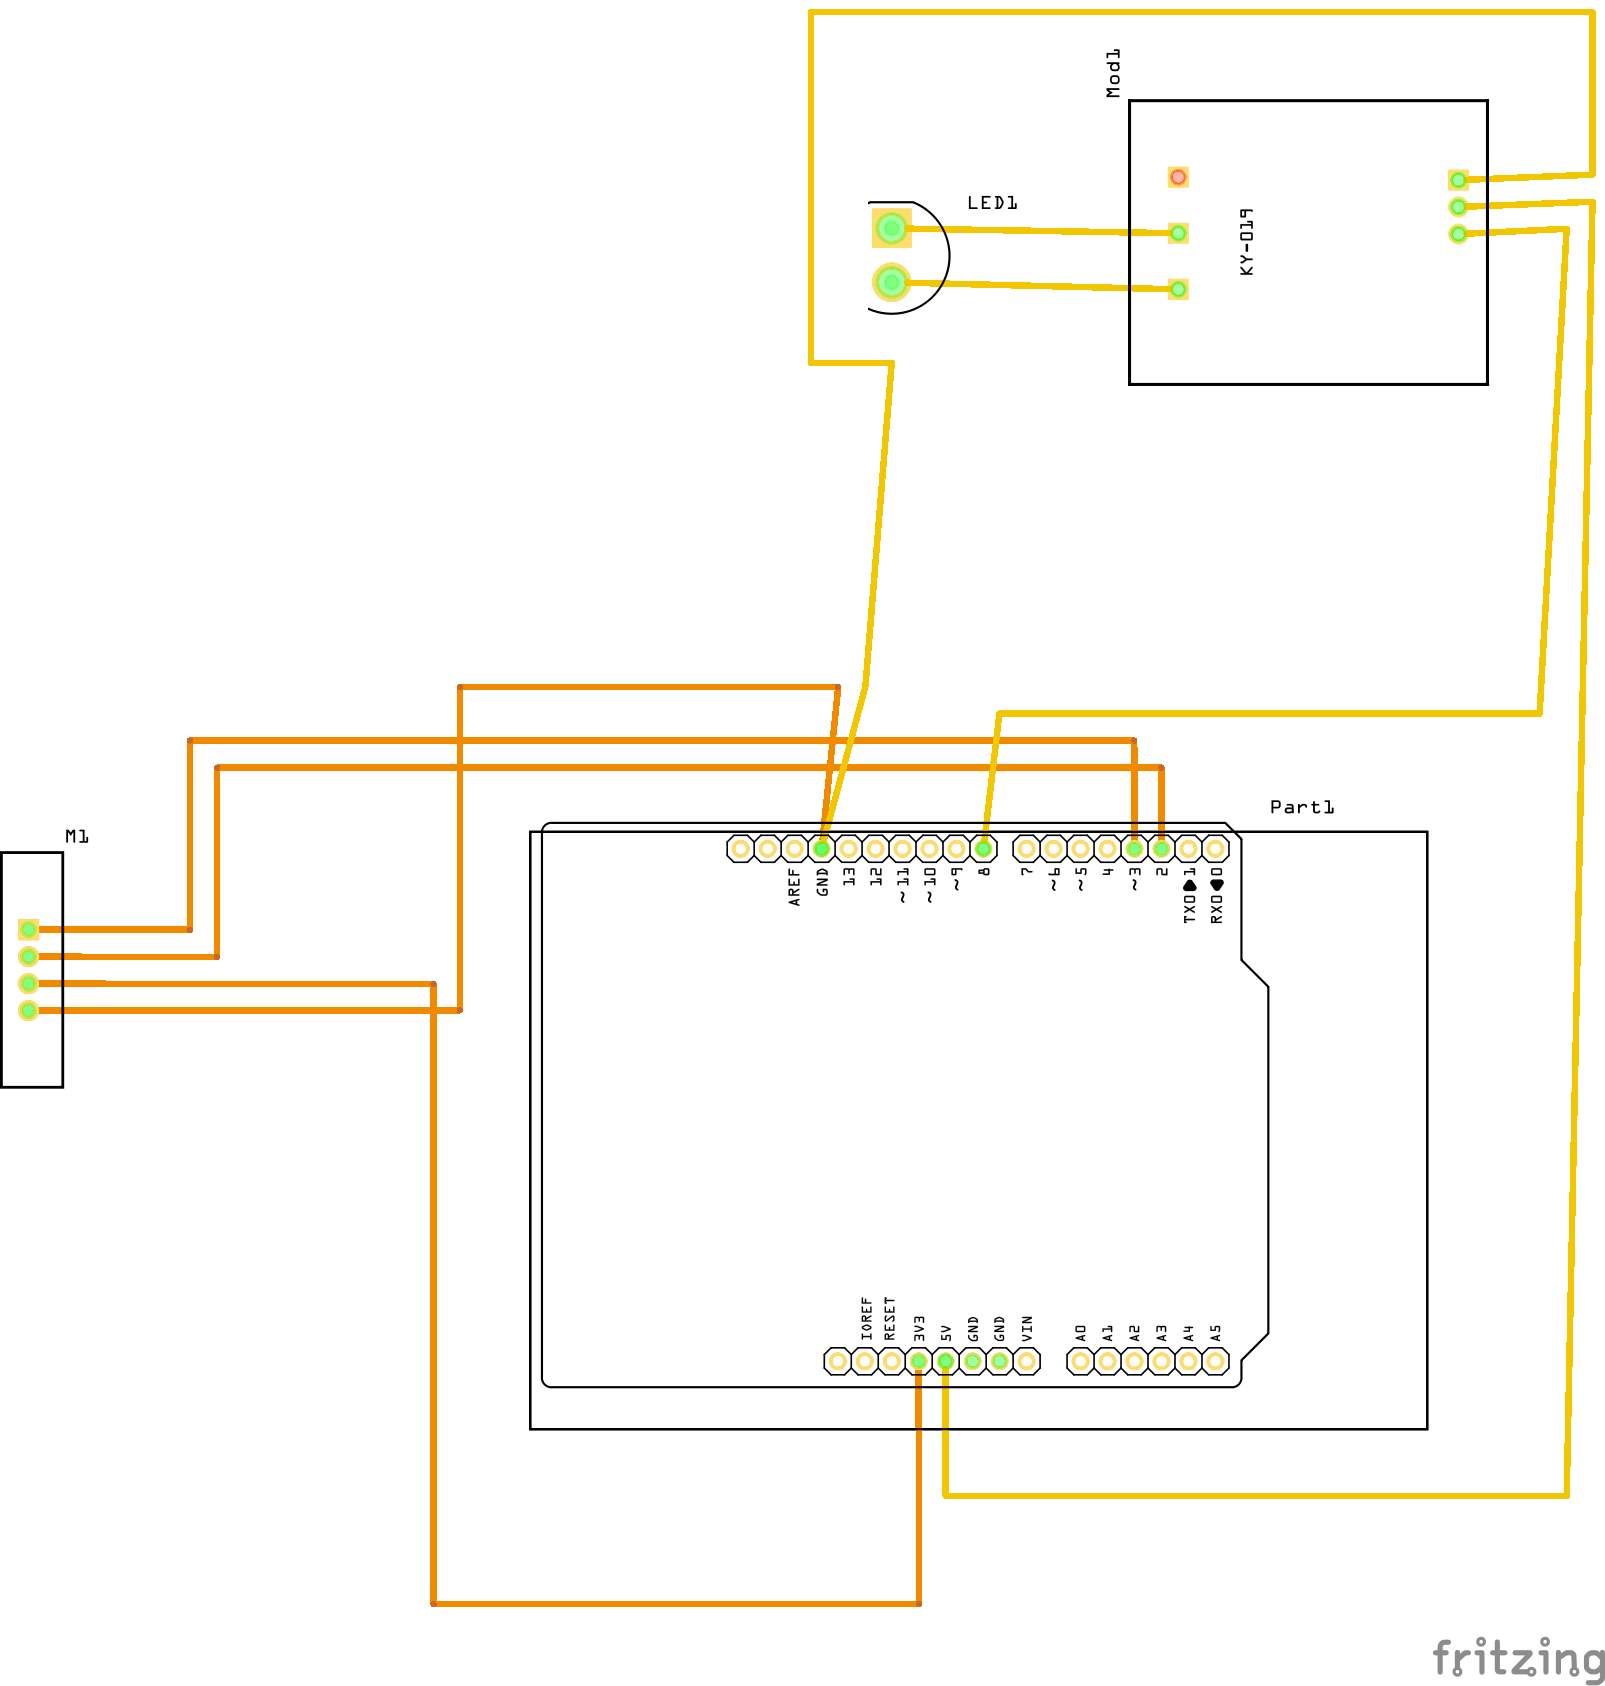 Mod1
LED1
KY-019
Part1
M1
AREF
GND
13
12
~11
~10
~9
8
7
~6
~5
4
~3
2
TX0▶1
RX0◀0
IOREF
RESET
3V3
5V
GND
GND
VIN
A0
A1
A2
A3
A4
A5
fritzing